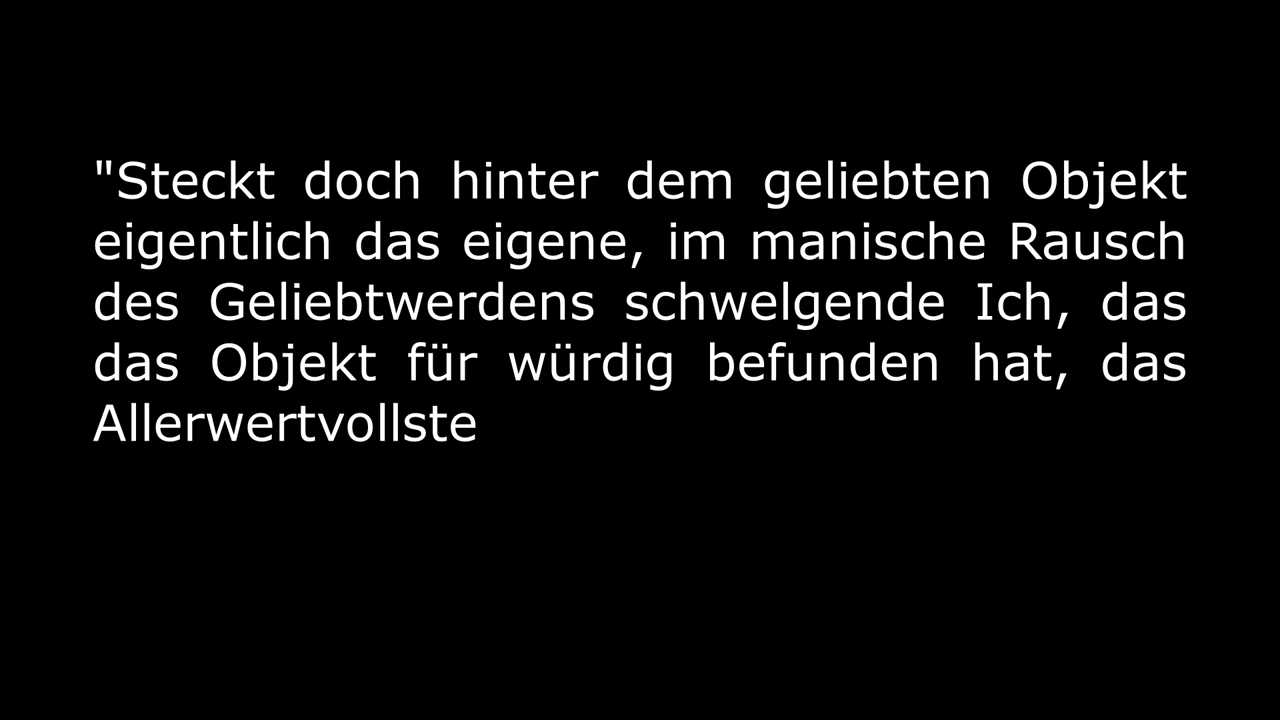 "Steckt doch hinter dem geliebten Objekt
eigentlich das eigene, im manische Rausch
des Geliebtwerdens schwelgende Ich, das
das Objekt für würdig befunden hat, das
Allerwertvollste